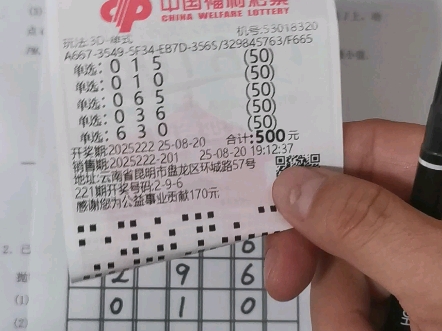 中国福利彩票
CHINA WELFARE LOTTERY
玩法:3D-单式 机号:53018320
A667-3549-5F34-EB7D-3565/329845763/F665
单选: 0 1 5 (50)
单选: 0 1 0 (50)
单选: 0 6 5 (50)
单选: 0 3 6 (50)
单选: 6 3 0 (50)
开奖期:2025222 25-08-20 合计:500元
销售期:2025222-201 25-08-20 19:12:37
地址:云南省昆明市盘龙区环城路57号
221期开奖号码:2-9-6
感谢您为公益事业贡献170元
6
2 9 6
0 1 0
2.
(1)
(2)